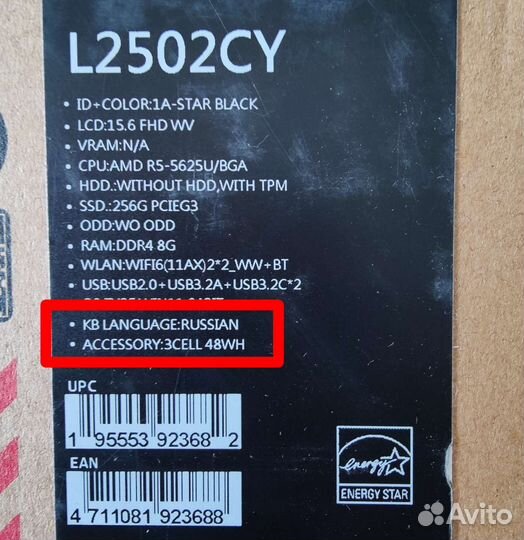 L2502CY
• ID+COLOR:1A-STAR BLACK
• LCD:15.6 FHD WV
• VRAM:N/A
• CPU:AMD R5-5625U/BGA
• HDD.:WITHOUT HDD,WITH TPM
• SSD.:256G PCIEG3
• ODD:WO ODD
• RAM:DDR4 8G
• WLAN:WIFI6(11AX)2*2_WW+BT
• USB:USB2.0+USB3.2A+USB3.2C*2
• KB LANGUAGE:RUSSIAN
• ACCESSORY:3CELL 48WH
UPC
1 95553 92368 2
EAN
4 711081 923688
energy
ENERGY STAR
Avito